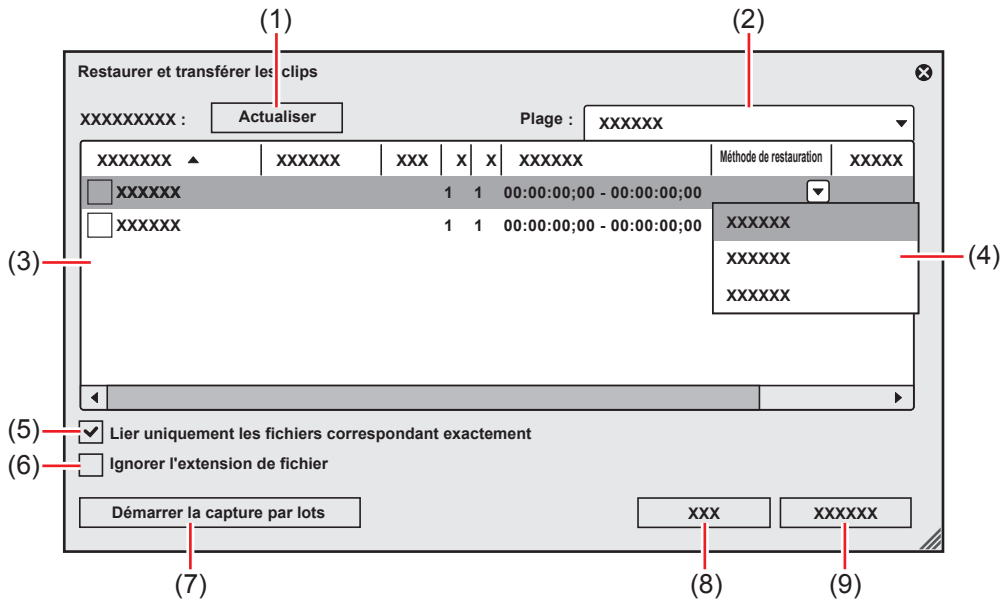 (1) (2)
Restaurer et transférer les clips
XXXXXXXXX : Actualiser Plage : XXXXXX
XXXXXXX XXXXXX XXX X X XXXXXX Méthode de restauration XXXXX
XXXXXX 1 1 00:00:00;00 - 00:00:00;00
XXXXXX 1 1 00:00:00;00 - 00:00:00;00 XXXXXX
(3) XXXXXX (4)
XXXXXX
(5) Lier uniquement les fichiers correspondant exactement
(6) Ignorer l'extension de fichier
Démarrer la capture par lots XXX XXXXXX
(7) (8) (9)